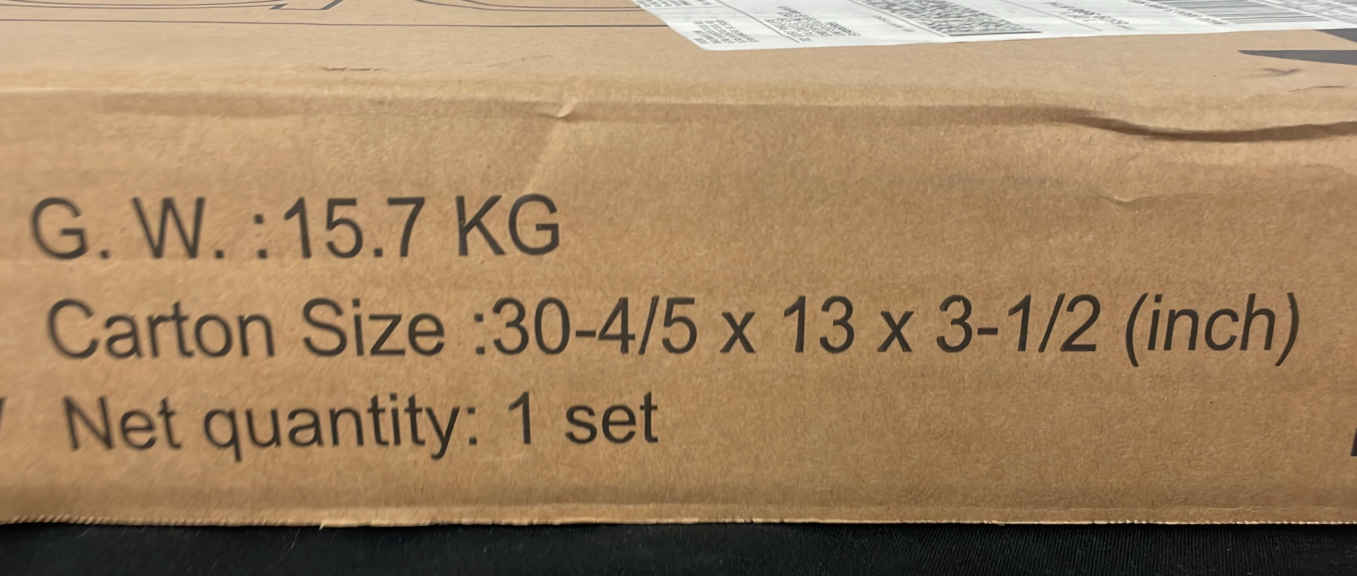 G. W. :15.7 KG
Carton Size :30-4/5 x 13 x 3-1/2 (inch)
Net quantity: 1 set